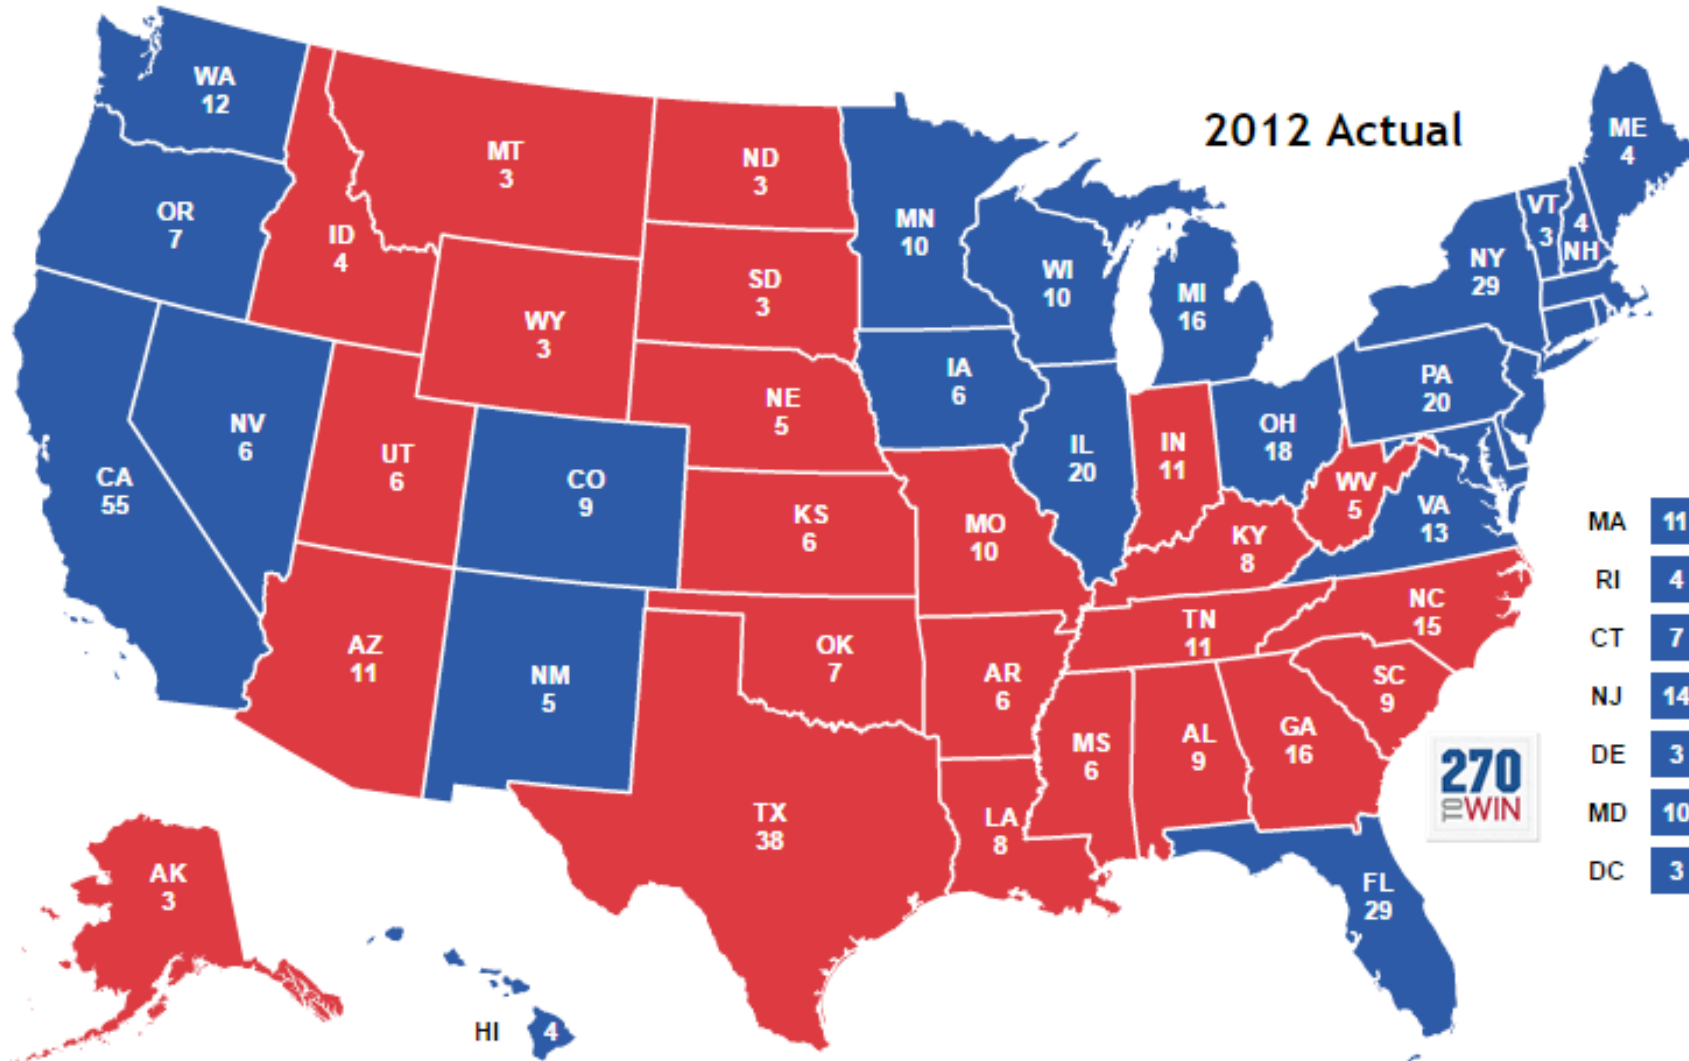 2012 Actual
WA
12
MT
3
ND
3
ME
4
OR
7
ID
4
MN
10
VT
3
4
NH
WI
10
MI
16
NY
29
SD
3
WY
3
IA
6
PA
20
NE
5
NV
6
UT
6
CO
9
IL
20
IN
11
OH
18
CA
55
KS
6
MO
10
WV
5
VA
13
KY
8
MA 11
RI 4
CT 7
NJ 14
DE 3
MD 10
DC 3
AZ
11
NM
5
OK
7
AR
6
TN
11
NC
15
SC
9
MS
6
AL
9
GA
16
TX
38
LA
8
270
TO WIN
AK
3
FL
29
HI 4